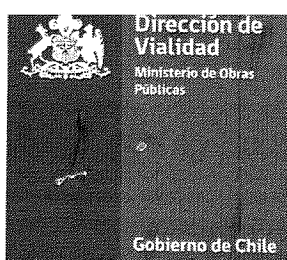 Dirección de
Vialidad
Ministerio de Obras
Públicas
Gobierno de Chile